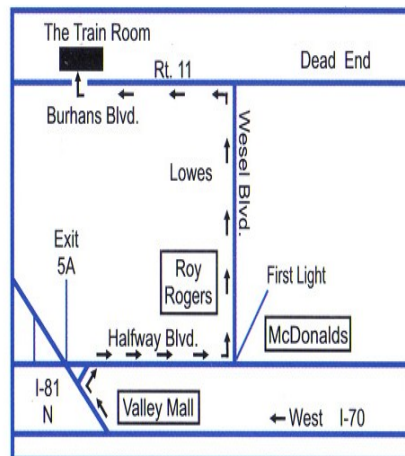 The Train Room
Rt. 11
Dead End
Burhans Blvd.
Wesel Blvd.
Lowes
Exit
5A
Roy
Rogers
First Light
Halfway Blvd.
McDonalds
I-81
N
Valley Mall
West I-70